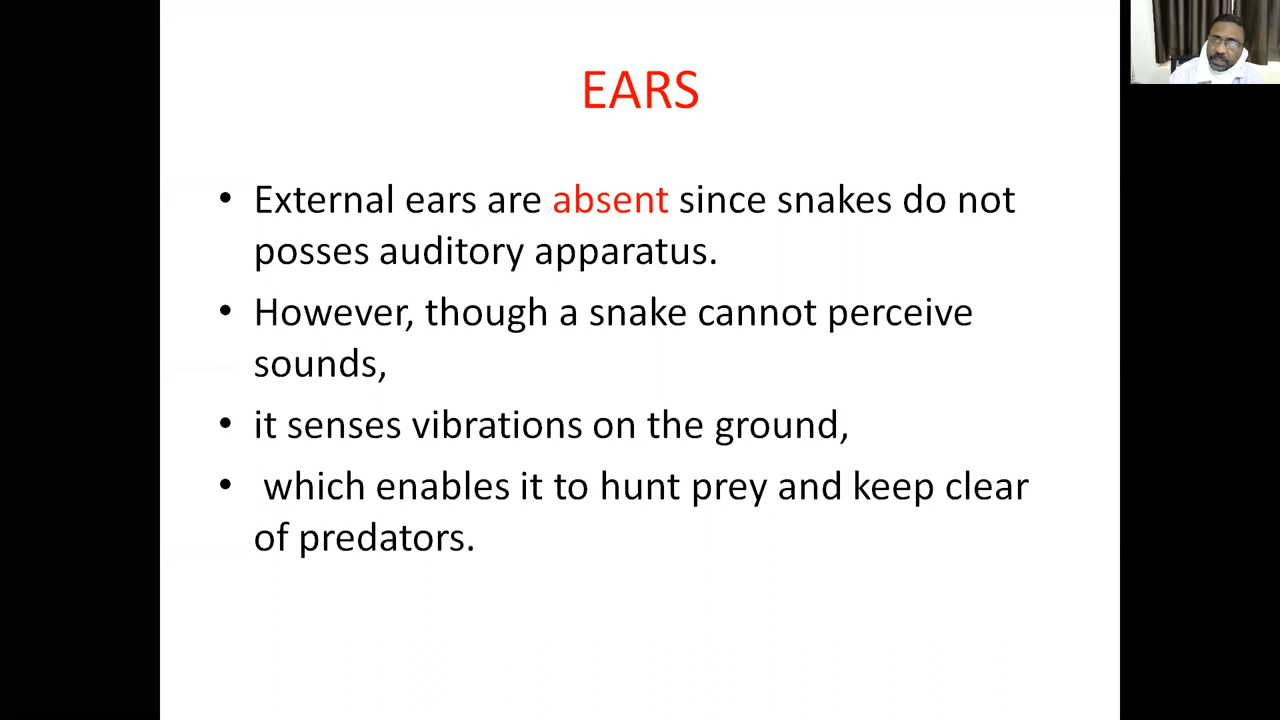 EARS
• External ears are absent since snakes do not
posses auditory apparatus.
• However, though a snake cannot perceive
sounds,
• it senses vibrations on the ground,
• which enables it to hunt prey and keep clear
of predators.